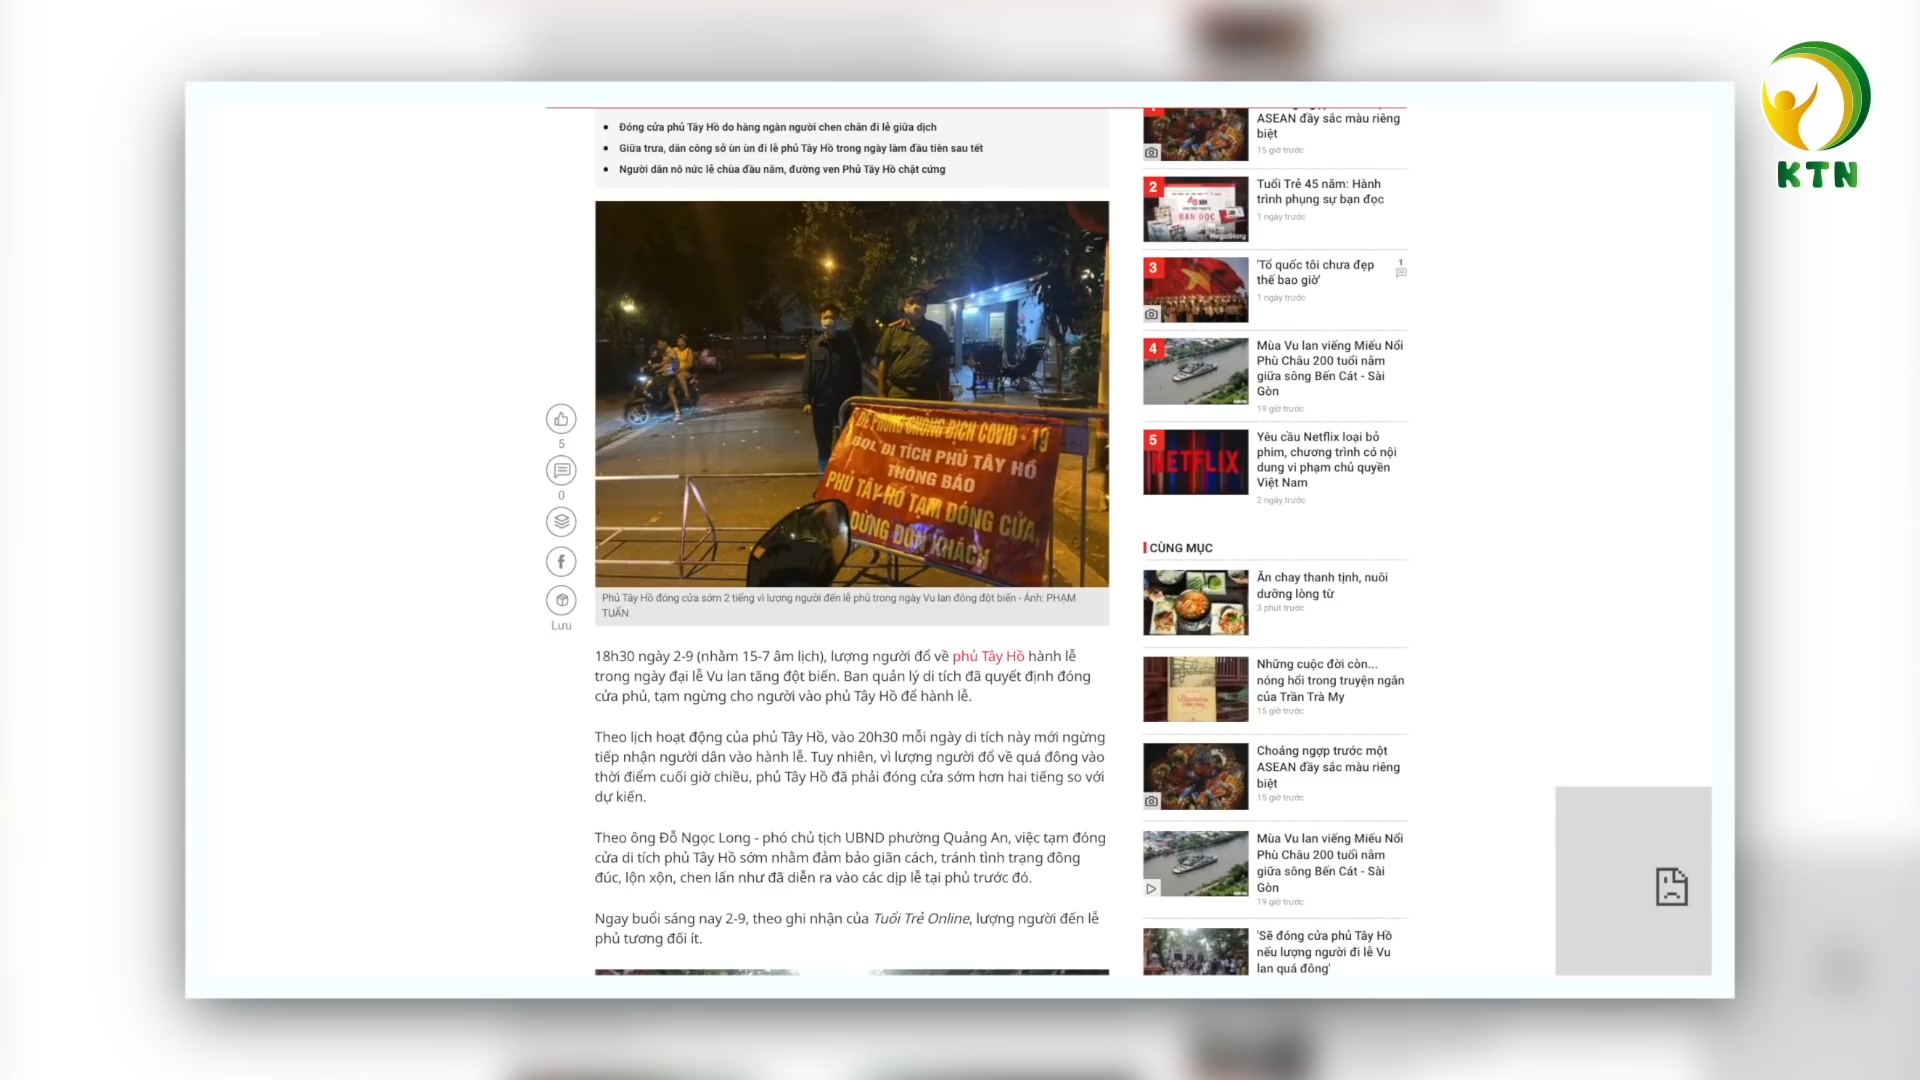 KTN
Đóng cửa phủ Tây Hồ do hàng ngàn người chen chân đi lễ giữa dịch
Giữa trưa, dân công sở ùn ùn đi lễ phủ Tây Hồ trong ngày làm đầu tiên sau tết
Người dân nô nức lễ chùa đầu năm, đường ven Phủ Tây Hồ chật cứng
ĐỂ PHÒNG CHỐNG DỊCH COVID - 19
BQL DI TÍCH PHỦ TÂY HỒ
THÔNG BÁO
PHỦ TÂY HỒ TẠM ĐÓNG CỬA,
DỪNG ĐÓN KHÁCH
5
0
Lưu
Phủ Tây Hồ đóng cửa sớm 2 tiếng vì lượng người đến lễ phủ trong ngày Vu lan đông đột biến - Ảnh: PHẠM
TUẤN
18h30 ngày 2-9 (nhằm 15-7 âm lịch), lượng người đổ về phủ Tây Hồ hành lễ
trong ngày đại lễ Vu lan tăng đột biến. Ban quản lý di tích đã quyết định đóng
cửa phủ, tạm ngừng cho người vào phủ Tây Hồ để hành lễ.
Theo lịch hoạt động của phủ Tây Hồ, vào 20h30 mỗi ngày di tích này mới ngừng
tiếp nhận người dân vào hành lễ. Tuy nhiên, vì lượng người đổ về quá đông vào
thời điểm cuối giờ chiều, phủ Tây Hồ đã phải đóng cửa sớm hơn hai tiếng so với
dự kiến.
Theo ông Đỗ Ngọc Long - phó chủ tịch UBND phường Quảng An, việc tạm đóng
cửa di tích phủ Tây Hồ sớm nhằm đảm bảo giãn cách, tránh tình trạng đông
đúc, lộn xộn, chen lấn như đã diễn ra vào các dịp lễ tại phủ trước đó.
Ngay buổi sáng nay 2-9, theo ghi nhận của Tuổi Trẻ Online, lượng người đến lễ
phủ tương đối ít.
ASEAN đầy sắc màu riêng
biệt
15 giờ trước
2
BẠN ĐỌC
MegaStory
Tuổi Trẻ 45 năm: Hành
trình phụng sự bạn đọc
1 ngày trước
3
'Tổ quốc tôi chưa đẹp
thế bao giờ'
1
1 ngày trước
4
Mùa Vu lan viếng Miếu Nổi
Phù Châu 200 tuổi nằm
giữa sông Bến Cát - Sài
Gòn
19 giờ trước
5
NETFLIX
Yêu cầu Netflix loại bỏ
phim, chương trình có nội
dung vi phạm chủ quyền
Việt Nam
2 ngày trước
CÙNG MỤC
Ăn chay thanh tịnh, nuôi
dưỡng lòng từ
3 phút trước
Những cuộc đời còn...
nóng hổi trong truyện ngắn
của Trần Trà My
15 giờ trước
Choáng ngợp trước một
ASEAN đầy sắc màu riêng
biệt
15 giờ trước
Mùa Vu lan viếng Miếu Nổi
Phù Châu 200 tuổi nằm
giữa sông Bến Cát - Sài
Gòn
19 giờ trước
'Sẽ đóng cửa phủ Tây Hồ
nếu lượng người đi lễ Vu
lan quá đông'